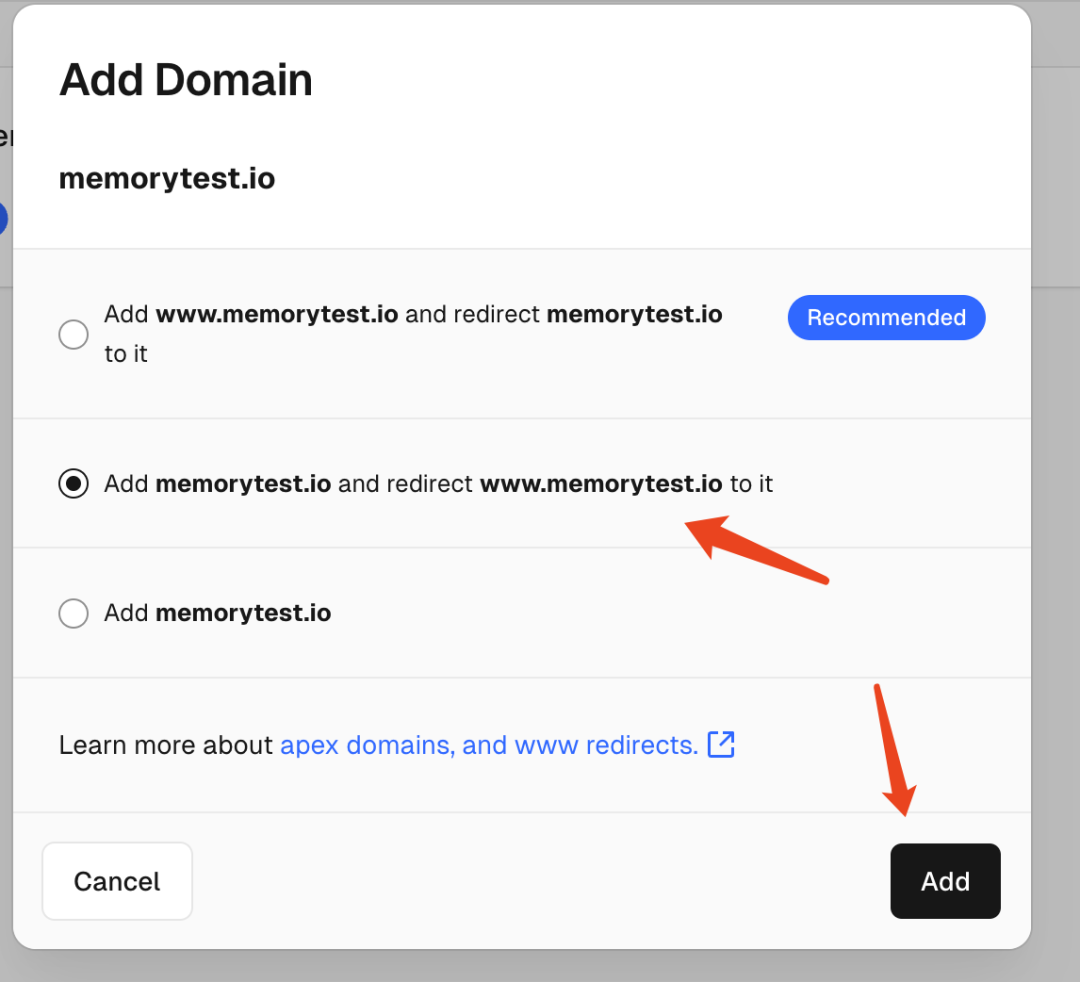 Add Domain
memorytest.io
Add www.memorytest.io and redirect memorytest.io
to it
Recommended
Add memorytest.io and redirect www.memorytest.io to it
Add memorytest.io
Learn more about apex domains, and www redirects.
Cancel
Add